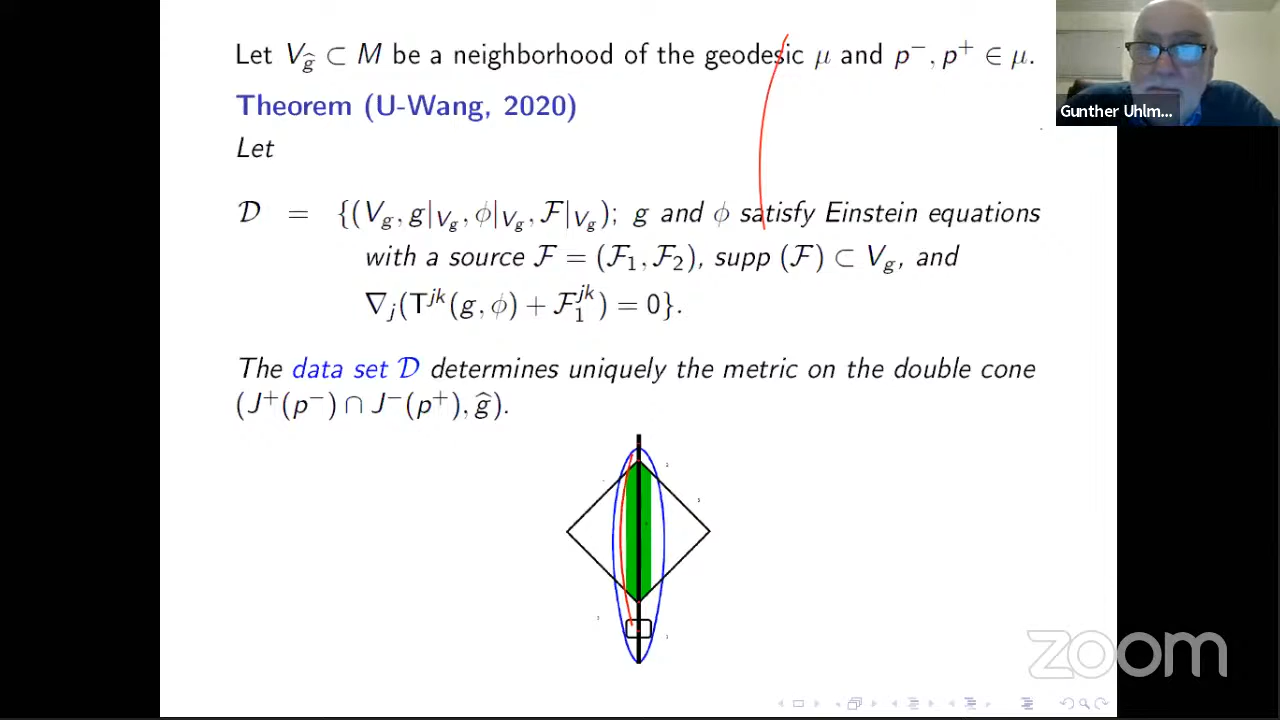 Let V_ĝ ⊂ M be a neighborhood of the geodesic μ and p⁻, p⁺ ∈ μ.
Theorem (U-Wang, 2020)
Let
𝒟 = {(V_g, g|_{V_g}, ϕ|_{V_g}, ℱ|_{V_g}); g and ϕ satisfy Einstein equations
with a source ℱ = (ℱ₁, ℱ₂), supp (ℱ) ⊂ V_g, and
∇_j(T^{jk}(g, ϕ) + ℱ₁^{jk}) = 0}.
The data set 𝒟 determines uniquely the metric on the double cone
(J⁺(p⁻) ∩ J⁻(p⁺), ĝ).
Gunther Uhlm...
zoom